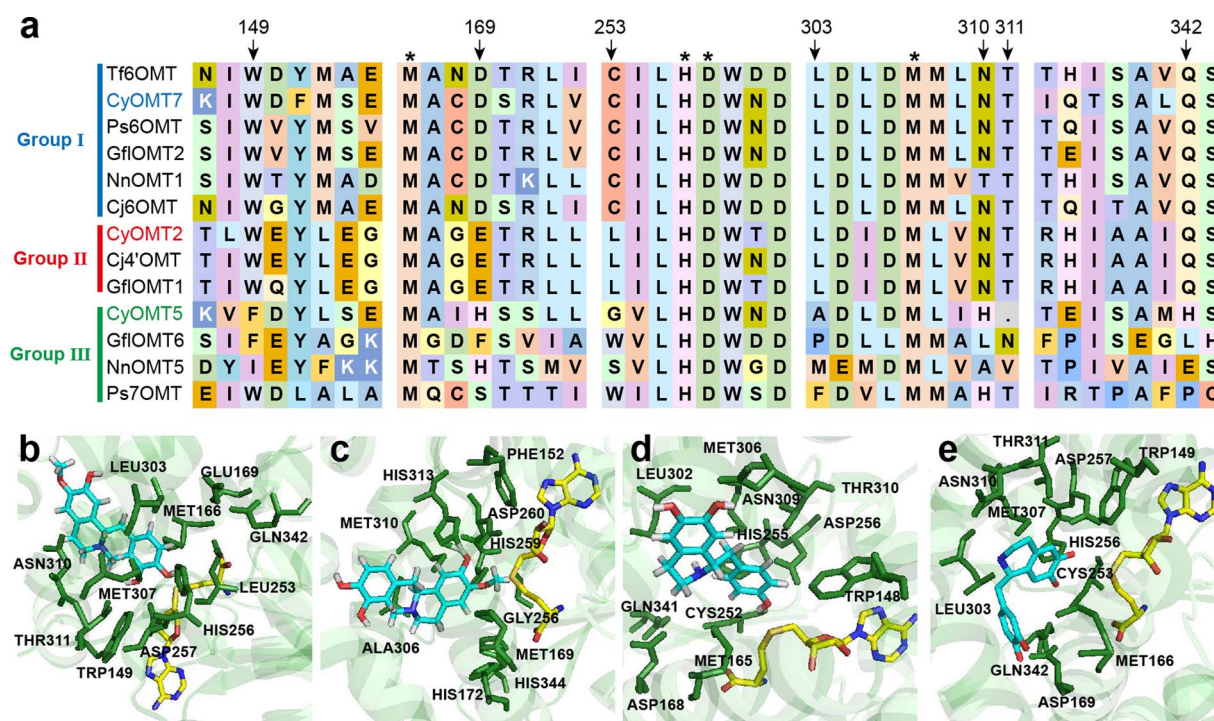 a
149 169 253 303 310 311 342
* * * *
Tf6OMT N I W D Y M A E M A N D T R L I C I L H D W D D L D L D M M L N T T H I S A V Q S
CyOMT7 K I W D F M S E M A C D S R L V C I L H D W N D L D L D M M L N T I Q T S A L Q S
Ps6OMT S I W V Y M S V M A C D T R L V C I L H D W N D L D L D M M L N T T Q I S A V Q S
Group I
GflOMT2 S I W V Y M S E M A C D T R L V C I L H D W N D L D L D M M L N T T E I S A V Q S
NnOMT1 S I W T Y M A D M A C D T K L L C I L H D W D D L D L D M M V T T T H I S A V Q S
Cj6OMT N I W G Y M A E M A N D S R L I C I L H D W D D L D L D M M L N T T Q I T A V Q S
CyOMT2 T L W E Y L E G M A G E T R L L L I L H D W T D L D I D M L V N T R H I A A I Q S
Group II
Cj4'OMT T I W E Y L E G M A G E T R L L L I L H D W N D L D I D M I V N T R H I A A I Q S
GflOMT1 T I W Q Y L E G M A G E T R L L L I L H D W T D L D I D M L V N T R H I A A I Q S
CyOMT5 K V F D Y L S E M A I H S S L L G V L H D W N D A D L D M L I H . T E I S A M H S
GflOMT6 S I F E Y A G K M G D F S V I A W V L H D W D D P D L L M M A L N F P I S E G L H
Group III
NnOMT5 D Y I E Y F K K M T S H T S M V S V L H D W G D M E M D M L V A V T P I V A I E S
Ps7OMT E I W D L A L A M Q C S T T T I W I L H D W S D F D V L M M A H T I R T P A F P C
b
LEU303
GLU169
MET166
GLN342
ASN310
MET307
LEU253
HIS256
THR311
ASP257
TRP149
c
PHE152
HIS313
ASP260
MET310
HIS259
GLY256
ALA306
MET169
HIS344
HIS172
d
MET306
LEU302
ASN309
THR310
ASP256
HIS255
TRP148
GLN341
CYS252
MET165
ASP168
e
THR311
ASP257
TRP149
ASN310
MET307
HIS256
CYS253
LEU303
MET166
GLN342
ASP169